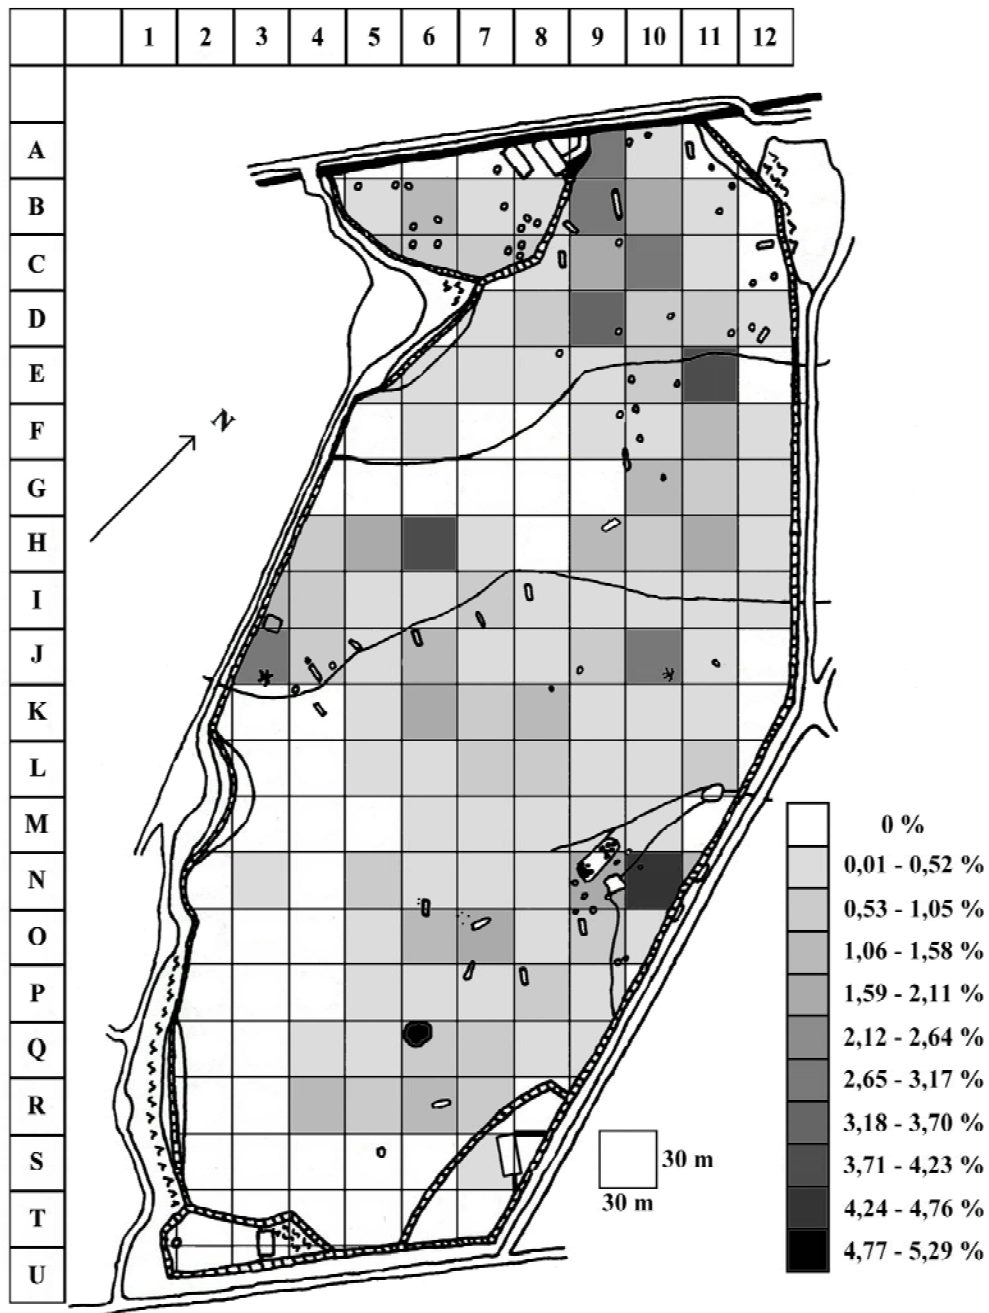 1 2 3 4 5 6 7 8 9 10 11 12
A
B
C
D
E
F
N
G
H
I
J
K
L
M
0 %
N
0,01 - 0,52 %
O
0,53 - 1,05 %
1,06 - 1,58 %
P
1,59 - 2,11 %
Q
2,12 - 2,64 %
R
2,65 - 3,17 %
3,18 - 3,70 %
S
30 m
3,71 - 4,23 %
30 m
T
4,24 - 4,76 %
4,77 - 5,29 %
U